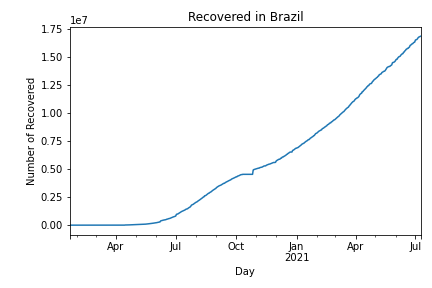 Recovered in Brazil
1e7
1.75
1.50
1.25
1.00
0.75
0.50
0.25
0.00
Number of Recovered
Apr
Jul
Oct
Jan
2021
Apr
Jul
Day